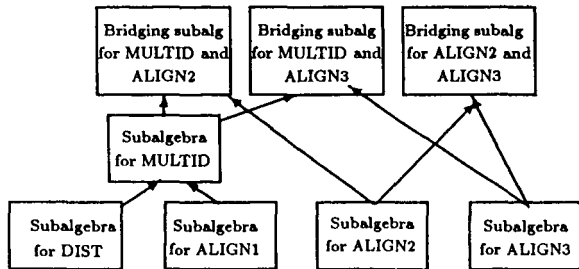 Bridging subalg
for MULTID and
ALIGN2
Bridging subalg
for MULTID and
ALIGN3
Bridging subalg
for ALIGN2 and
ALIGN3
Subalgebra
for MULTID
Subalgebra
for DIST
Subalgebra
for ALIGN1
Subalgebra
for ALIGN2
Subalgebra
for ALIGN3